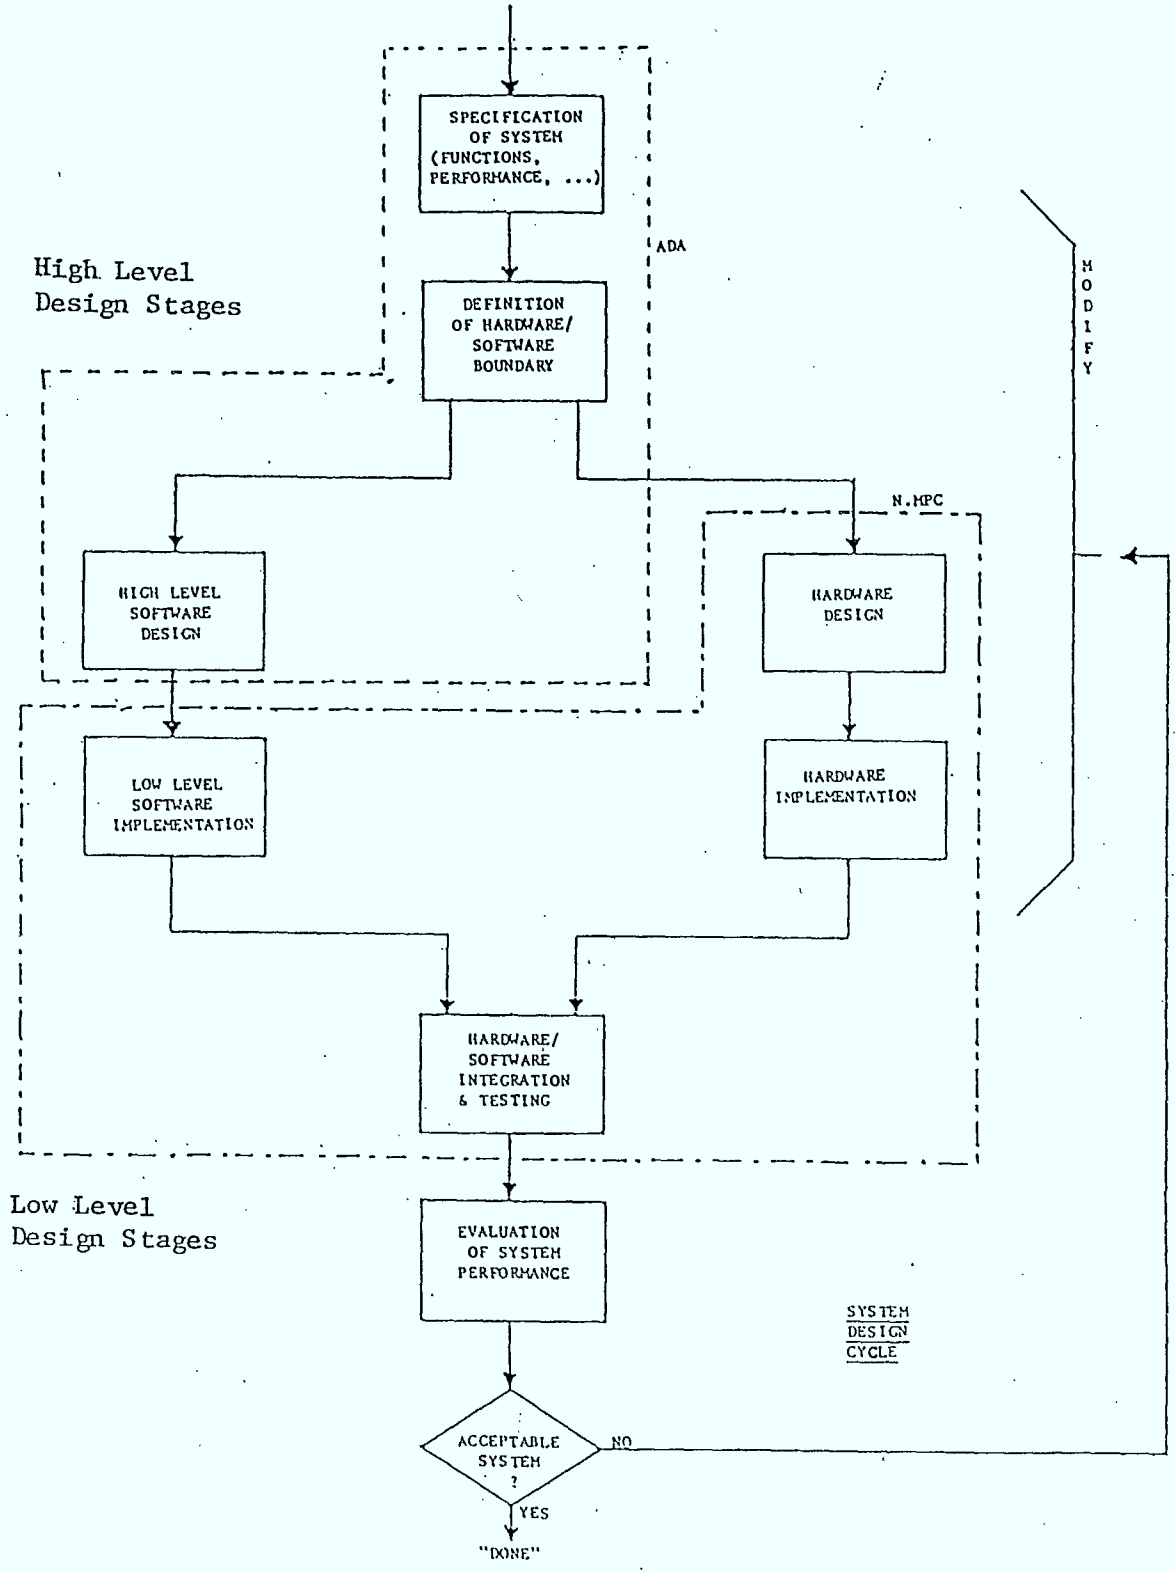 SPECIFICATION
OF SYSTEM
(FUNCTIONS,
PERFORMANCE, ...)
ADA
High Level
Design Stages
DEFINITION
OF HARDWARE/
SOFTWARE
BOUNDARY
MODIFY
N.MPC
HIGH LEVEL
SOFTWARE
DESIGN
HARDWARE
DESIGN
LOW LEVEL
SOFTWARE
IMPLEMENTATION
HARDWARE
IMPLEMENTATION
HARDWARE/
SOFTWARE
INTEGRATION
& TESTING
Low Level
Design Stages
EVALUATION
OF SYSTEM
PERFORMANCE
SYSTEM
DESIGN
CYCLE
ACCEPTABLE
SYSTEM
?
NO
YES
"DONE"